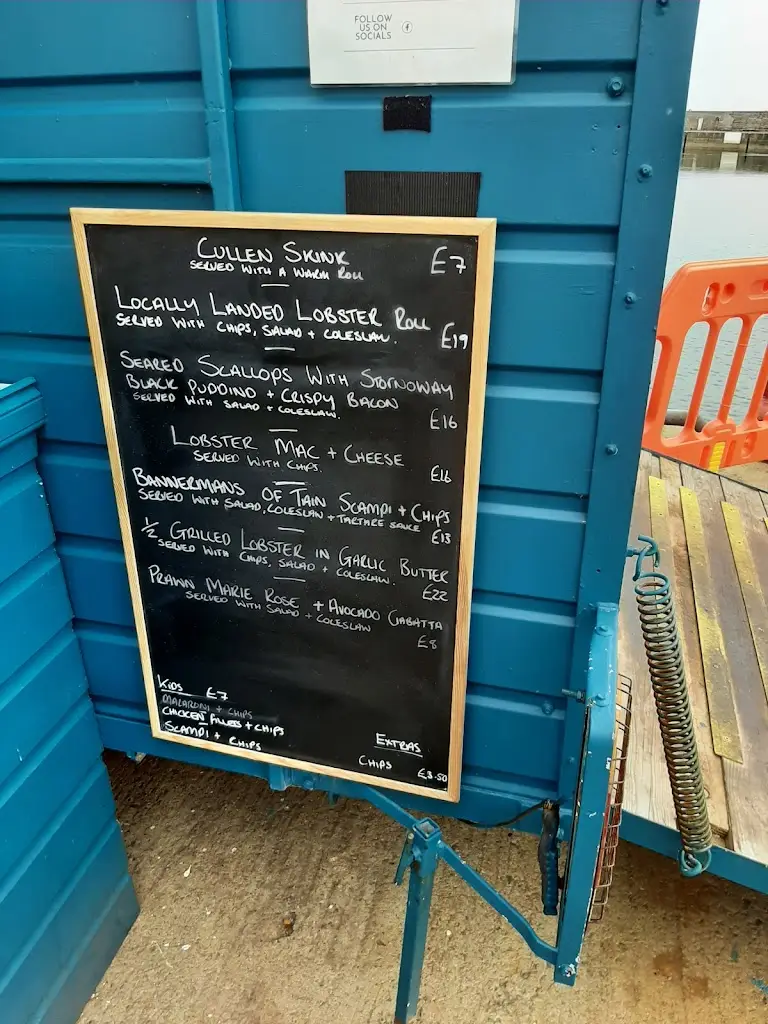 FOLLOW
US ON
SOCIALS
CULLEN SKINK £7
SERVED WITH A WARM ROLL
LOCALLY LANDED LOBSTER ROLL
SERVED WITH CHIPS, SALAD + COLESLAW. £19
SEARED SCALLOPS WITH STORNOWAY
BLACK PUDDING + CRISPY BACON
SERVED WITH SALAD + COLESLAW. £16
LOBSTER MAC + CHEESE
SERVED WITH CHIPS. £16
BANNERMANS OF TAIN SCAMPI + CHIPS
SERVED WITH SALAD, COLESLAW + TARTARE SAUCE £13
1/2 GRILLED LOBSTER IN GARLIC BUTTER
SERVED WITH CHIPS, SALAD + COLESLAW. £22
PRAWN MARIE ROSE + AVOCADO CIABATTA
SERVED WITH SALAD + COLESLAW £8
KIDS £7
MACARONI + CHIPS
CHICKEN FILLETS + CHIPS
SCAMPI + CHIPS
EXTRAS
CHIPS £3.50